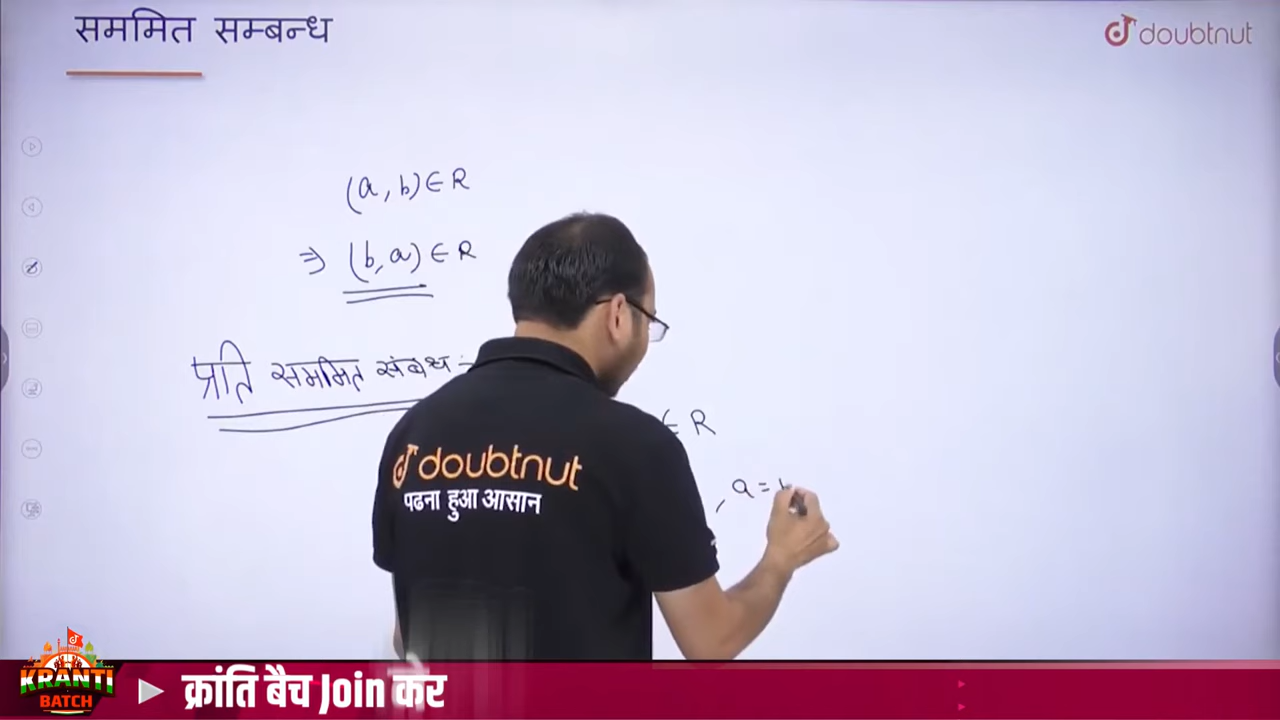 सममित सम्बन्ध
doubtnut
(a, b) ∈ R
⇒ (b, a) ∈ R
प्रति सममित संबंध :-
∈ R
, a =
doubtnut
पढना हुआ आसान
KRANTI
BATCH
क्रांति बैच Join करे